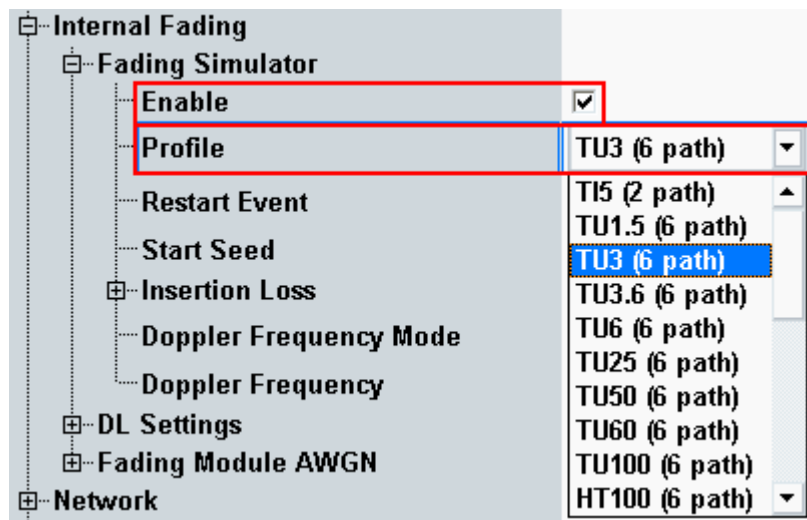 Internal Fading
Fading Simulator
Enable
Profile TU3 (6 path)
TI5 (2 path)
Restart Event
TU1.5 (6 path)
Start Seed
TU3 (6 path)
Insertion Loss
TU3.6 (6 path)
Doppler Frequency Mode
TU6 (6 path)
TU25 (6 path)
Doppler Frequency
TU50 (6 path)
DL Settings
TU60 (6 path)
Fading Module AWGN
TU100 (6 path)
Network
HT100 (6 path)